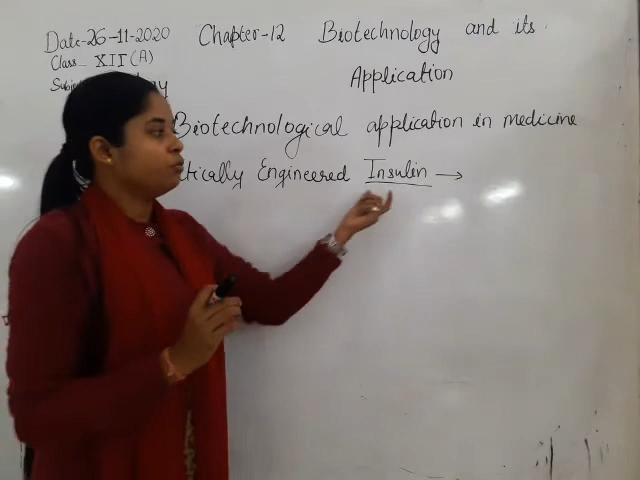 Date-26-11-2020 Chapter-12 Biotechnology and its
Class- XII (A)
Application
Biotechnological application in medicine
Engineered Insulin →